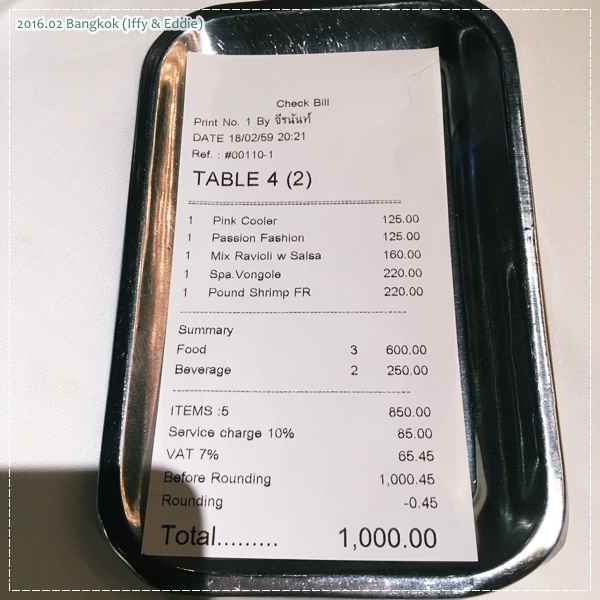 2016.02 Bangkok (Iffy & Eddie)
Check Bill
Print No. 1 By จีรนันท์
DATE 18/02/59 20:21
Ref. : #00110-1
TABLE 4 (2)
1 Pink Cooler 125.00
1 Passion Fashion 125.00
1 Mix Ravioli w Salsa 160.00
1 Spa.Vongole 220.00
1 Pound Shrimp FR 220.00
Summary
Food 3 600.00
Beverage 2 250.00
ITEMS :5 850.00
Service charge 10% 85.00
VAT 7% 65.45
Before Rounding 1,000.45
Rounding -0.45
Total......... 1,000.00